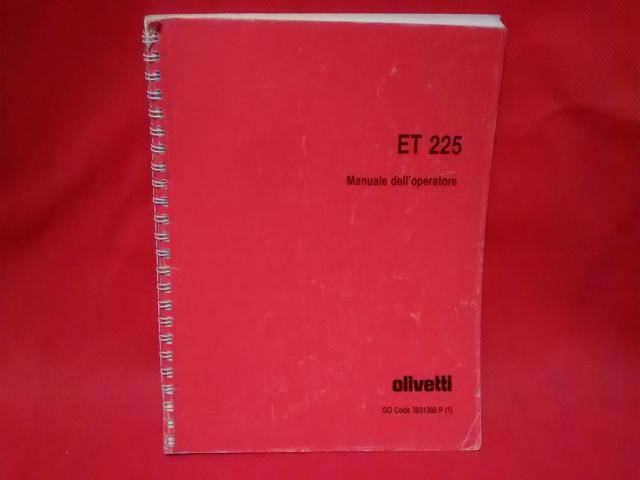 ET 225
Manuale dell'operatore
olivetti
GO Code 3931360 P (1)